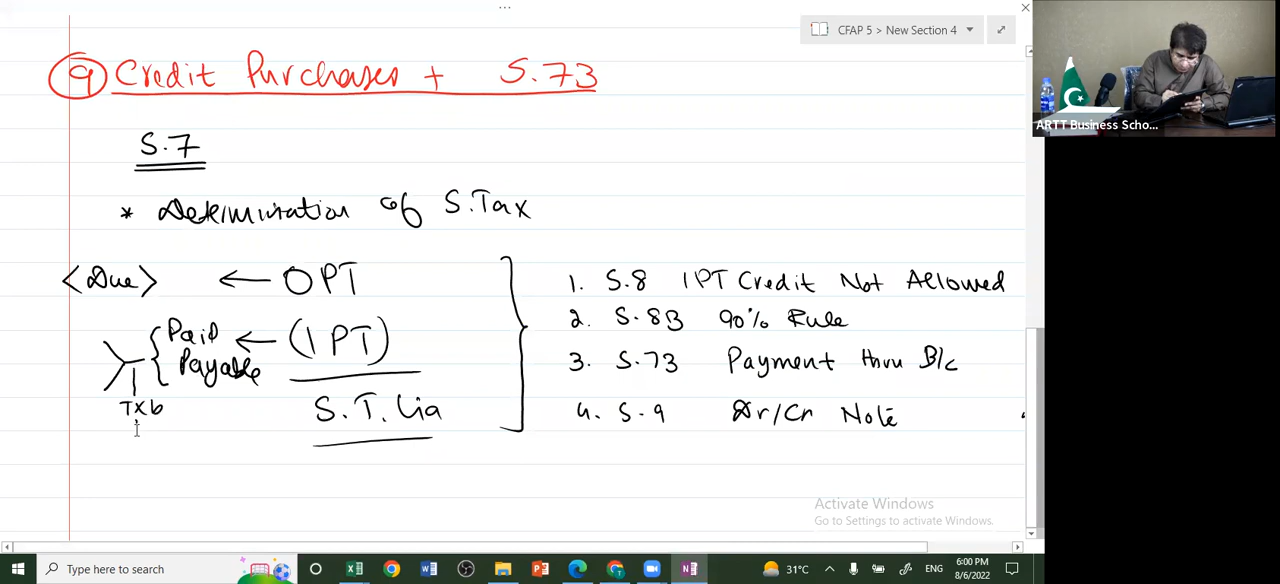 ...
CFAP 5 > New Section 4
9 Credit Purchases + S.73
ARTT Business Scho...
S.7
* Determination of S.Tax
<Due> ← OPT
Paid ← (IPT)
Payable
TXb
S.T. Lia
1. S.8 IPT Credit Not Allowed
2. S.8B 90% Rule
3. S.73 Payment thru B/c
4. S.9 Dr/Cr Note
Activate Windows
Go to Settings to activate Windows.
Type here to search
31°C
ENG
6:00 PM
8/6/2022